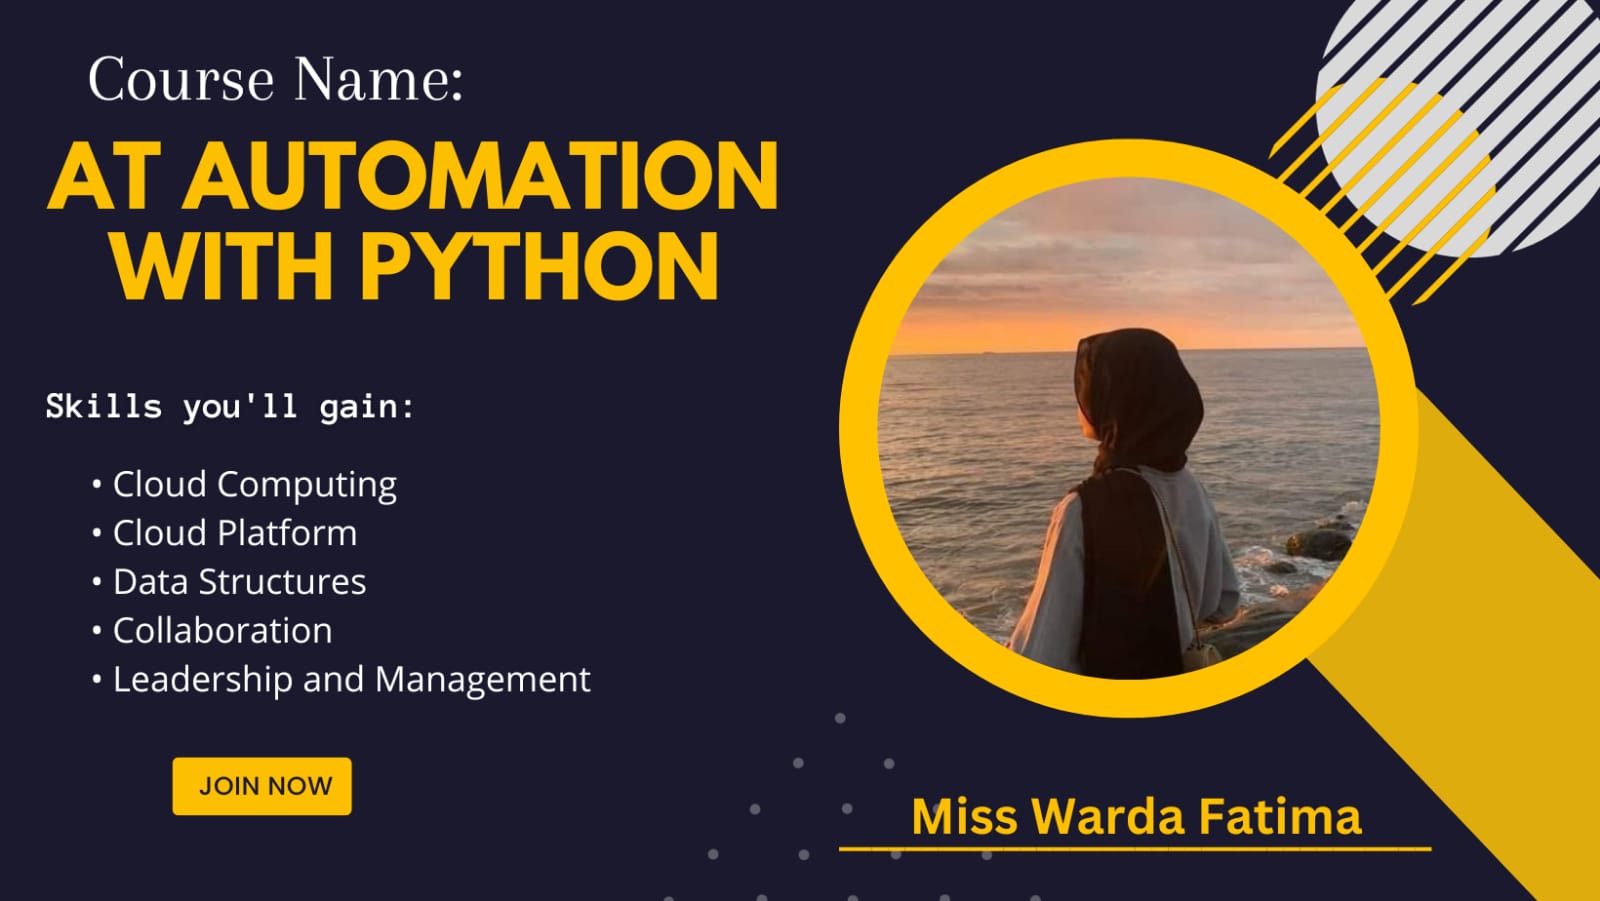 Course Name:
AT AUTOMATION
WITH PYTHON
Skills you'll gain:
• Cloud Computing
• Cloud Platform
• Data Structures
• Collaboration
• Leadership and Management
JOIN NOW
Miss Warda Fatima